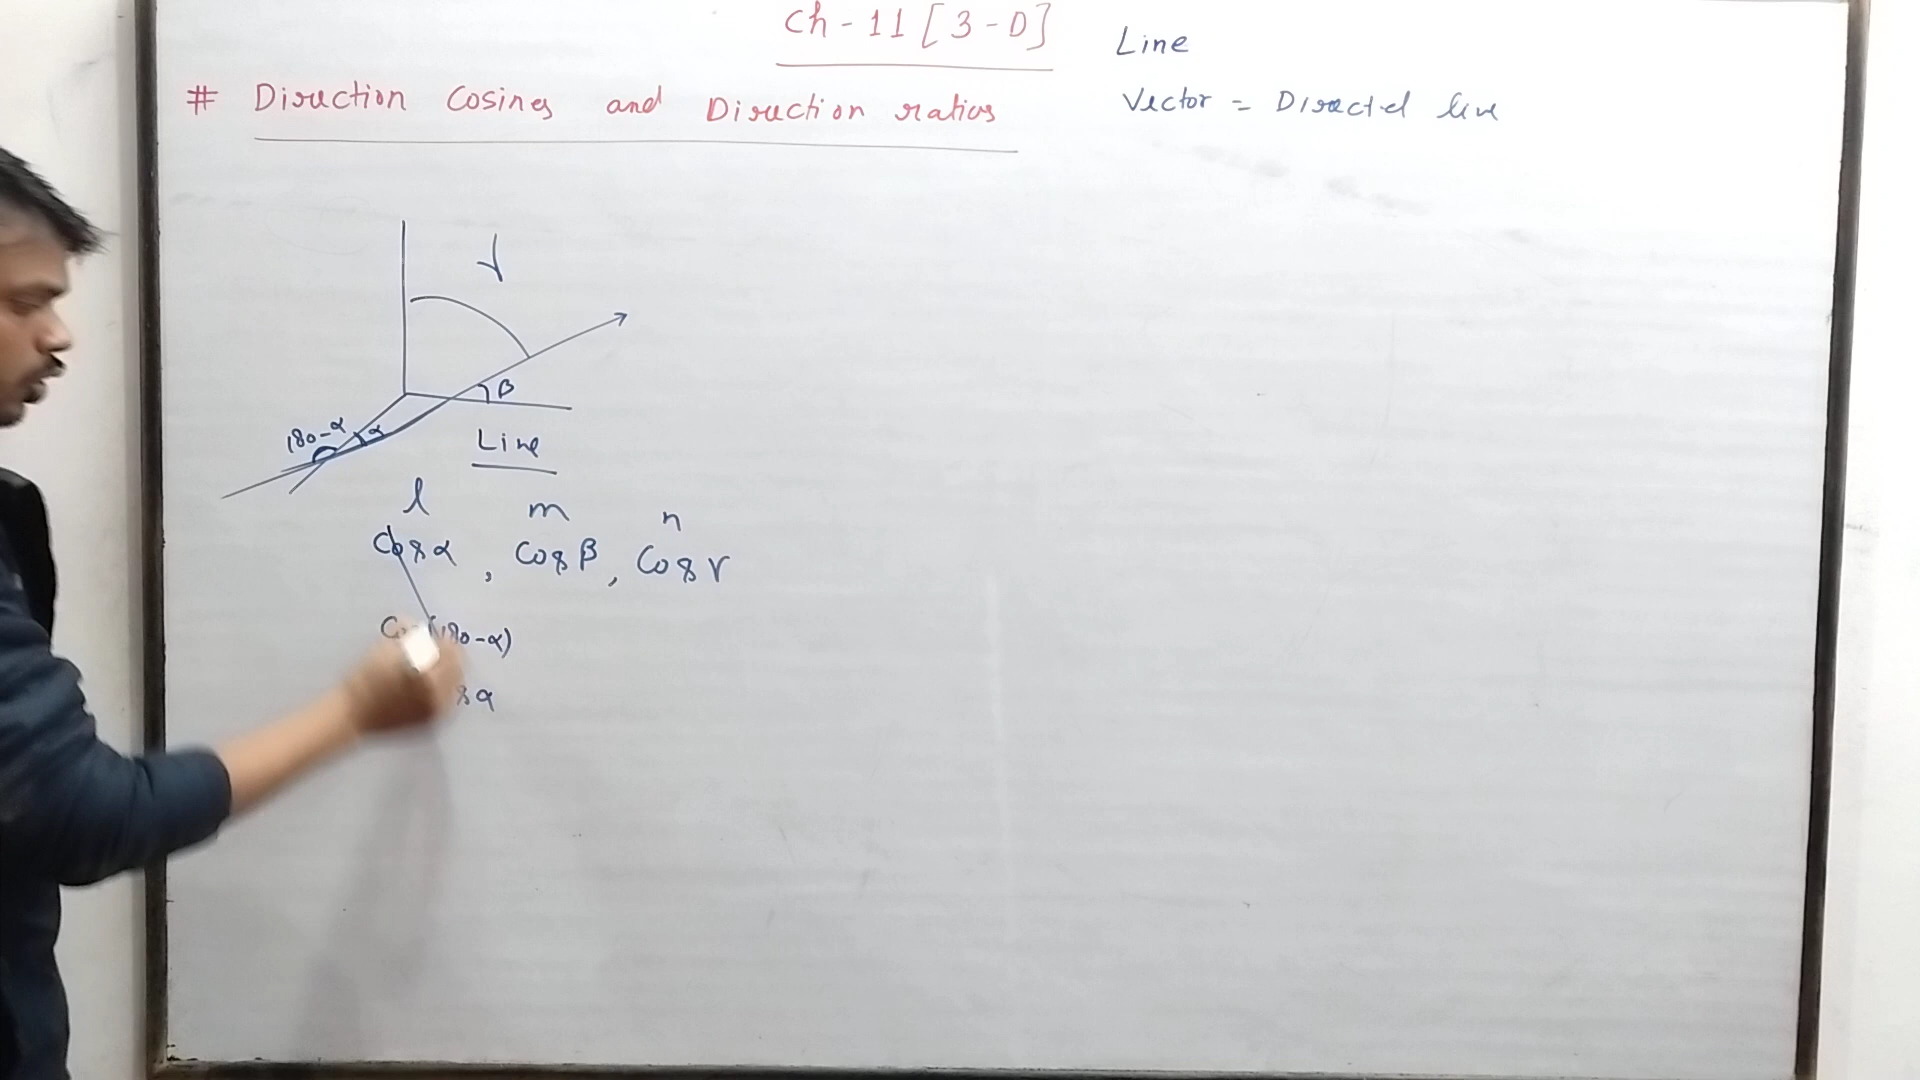 Ch - 11 [3-D]
Line
# Direction Cosines and Direction ratios
Vector = Directed line
γ
β
180-α α
Line
l m n
Cos α , Cos β , Cos γ
(180-α)
α